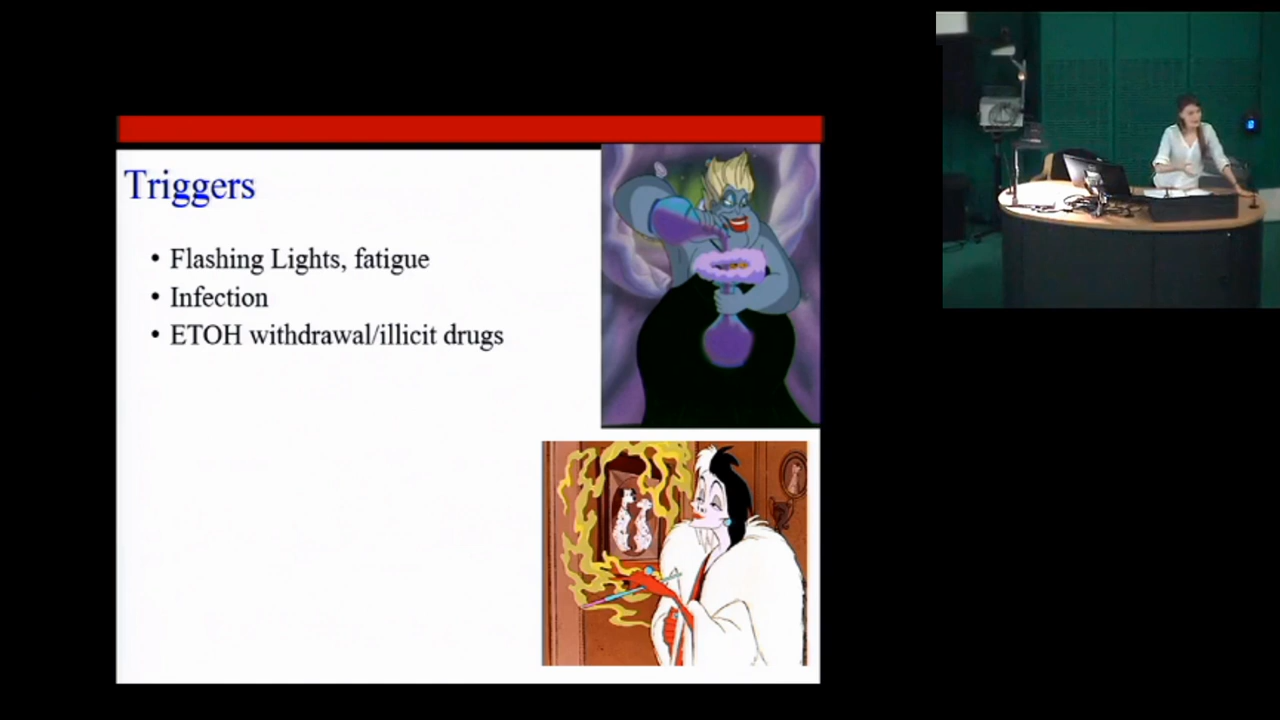 Triggers
• Flashing Lights, fatigue
• Infection
• ETOH withdrawal/illicit drugs